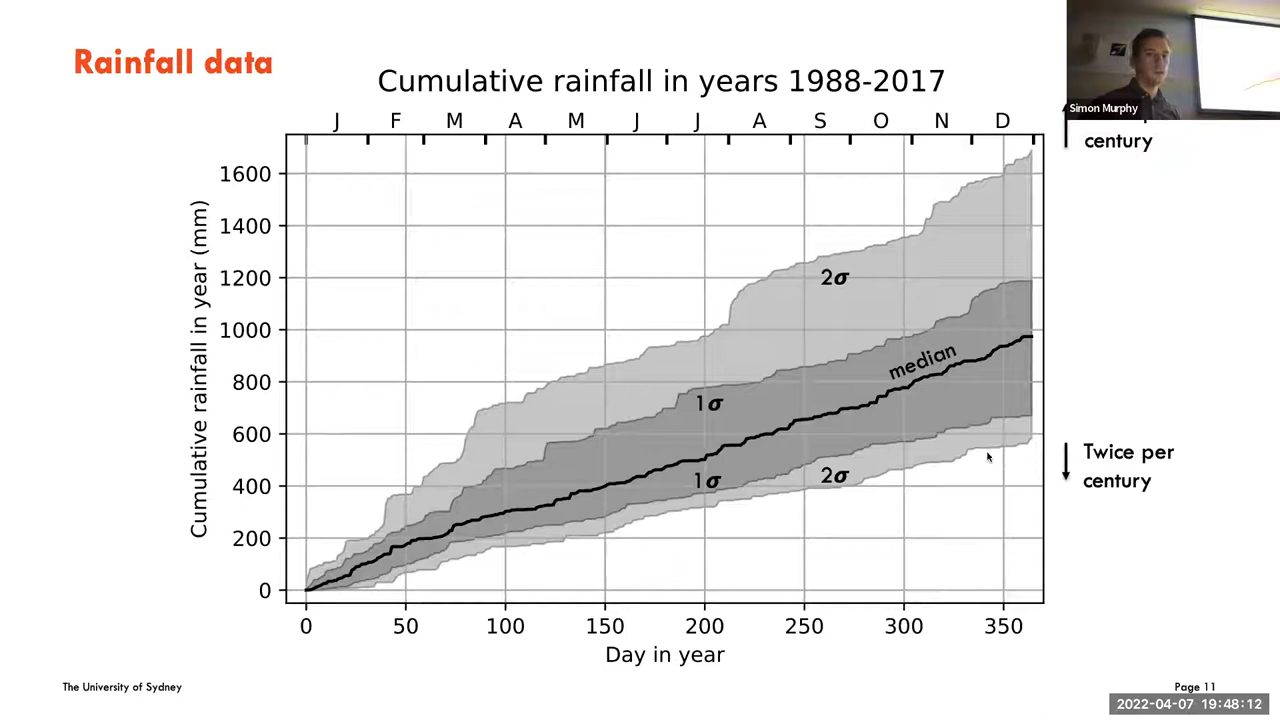 Rainfall data
Cumulative rainfall in years 1988-2017
J F M A M J J A S O N D
Simon Murphy
century
Cumulative rainfall in year (mm)
1600
1400
1200
1000
800
600
400
200
0
2σ
median
1σ
1σ
2σ
Twice per
century
0 50 100 150 200 250 300 350
Day in year
The University of Sydney
Page 11
2022-04-07 19:48:12